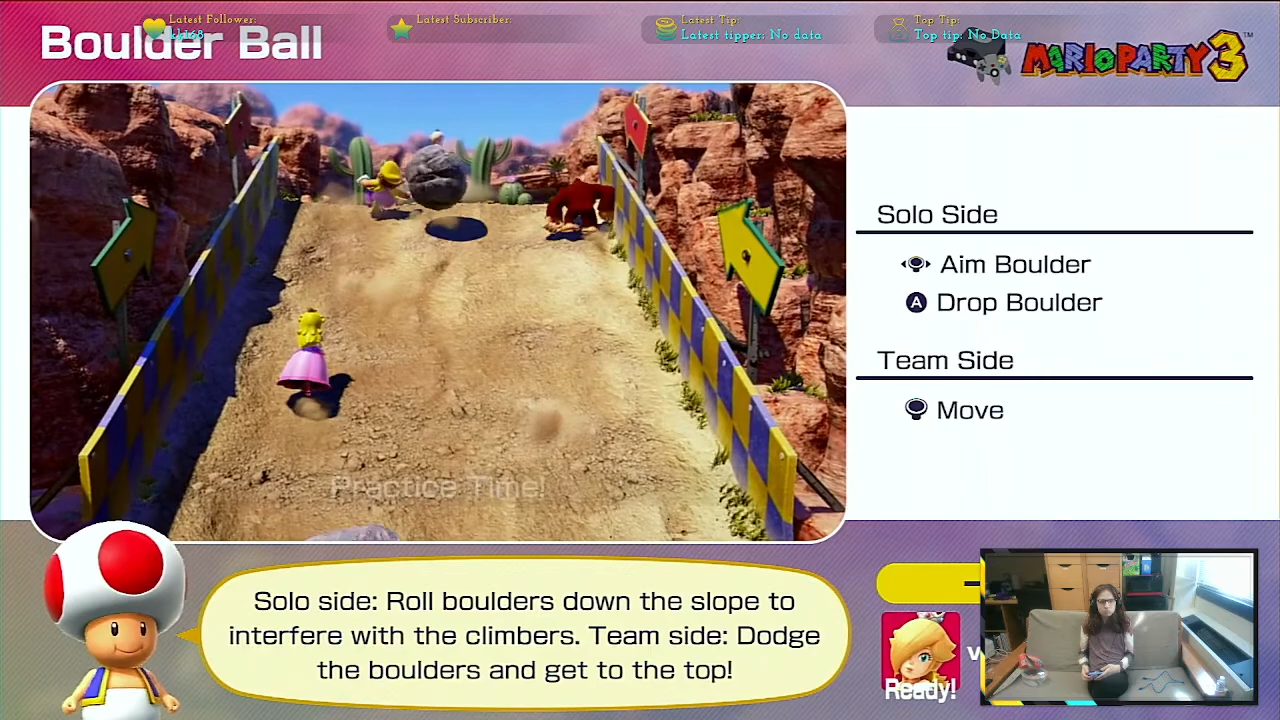 Latest Follower:
Latest Subscriber:
Latest Tip:
Latest tipper: No data
Top Tip:
Top tip: No Data
Boulder Ball
MARIO PARTY 3
TM
Solo Side
Aim Boulder
A Drop Boulder
Team Side
Move
Practice Time!
Solo side: Roll boulders down the slope to
interfere with the climbers. Team side: Dodge
the boulders and get to the top!
Ready!